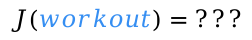 J(workout) = ???